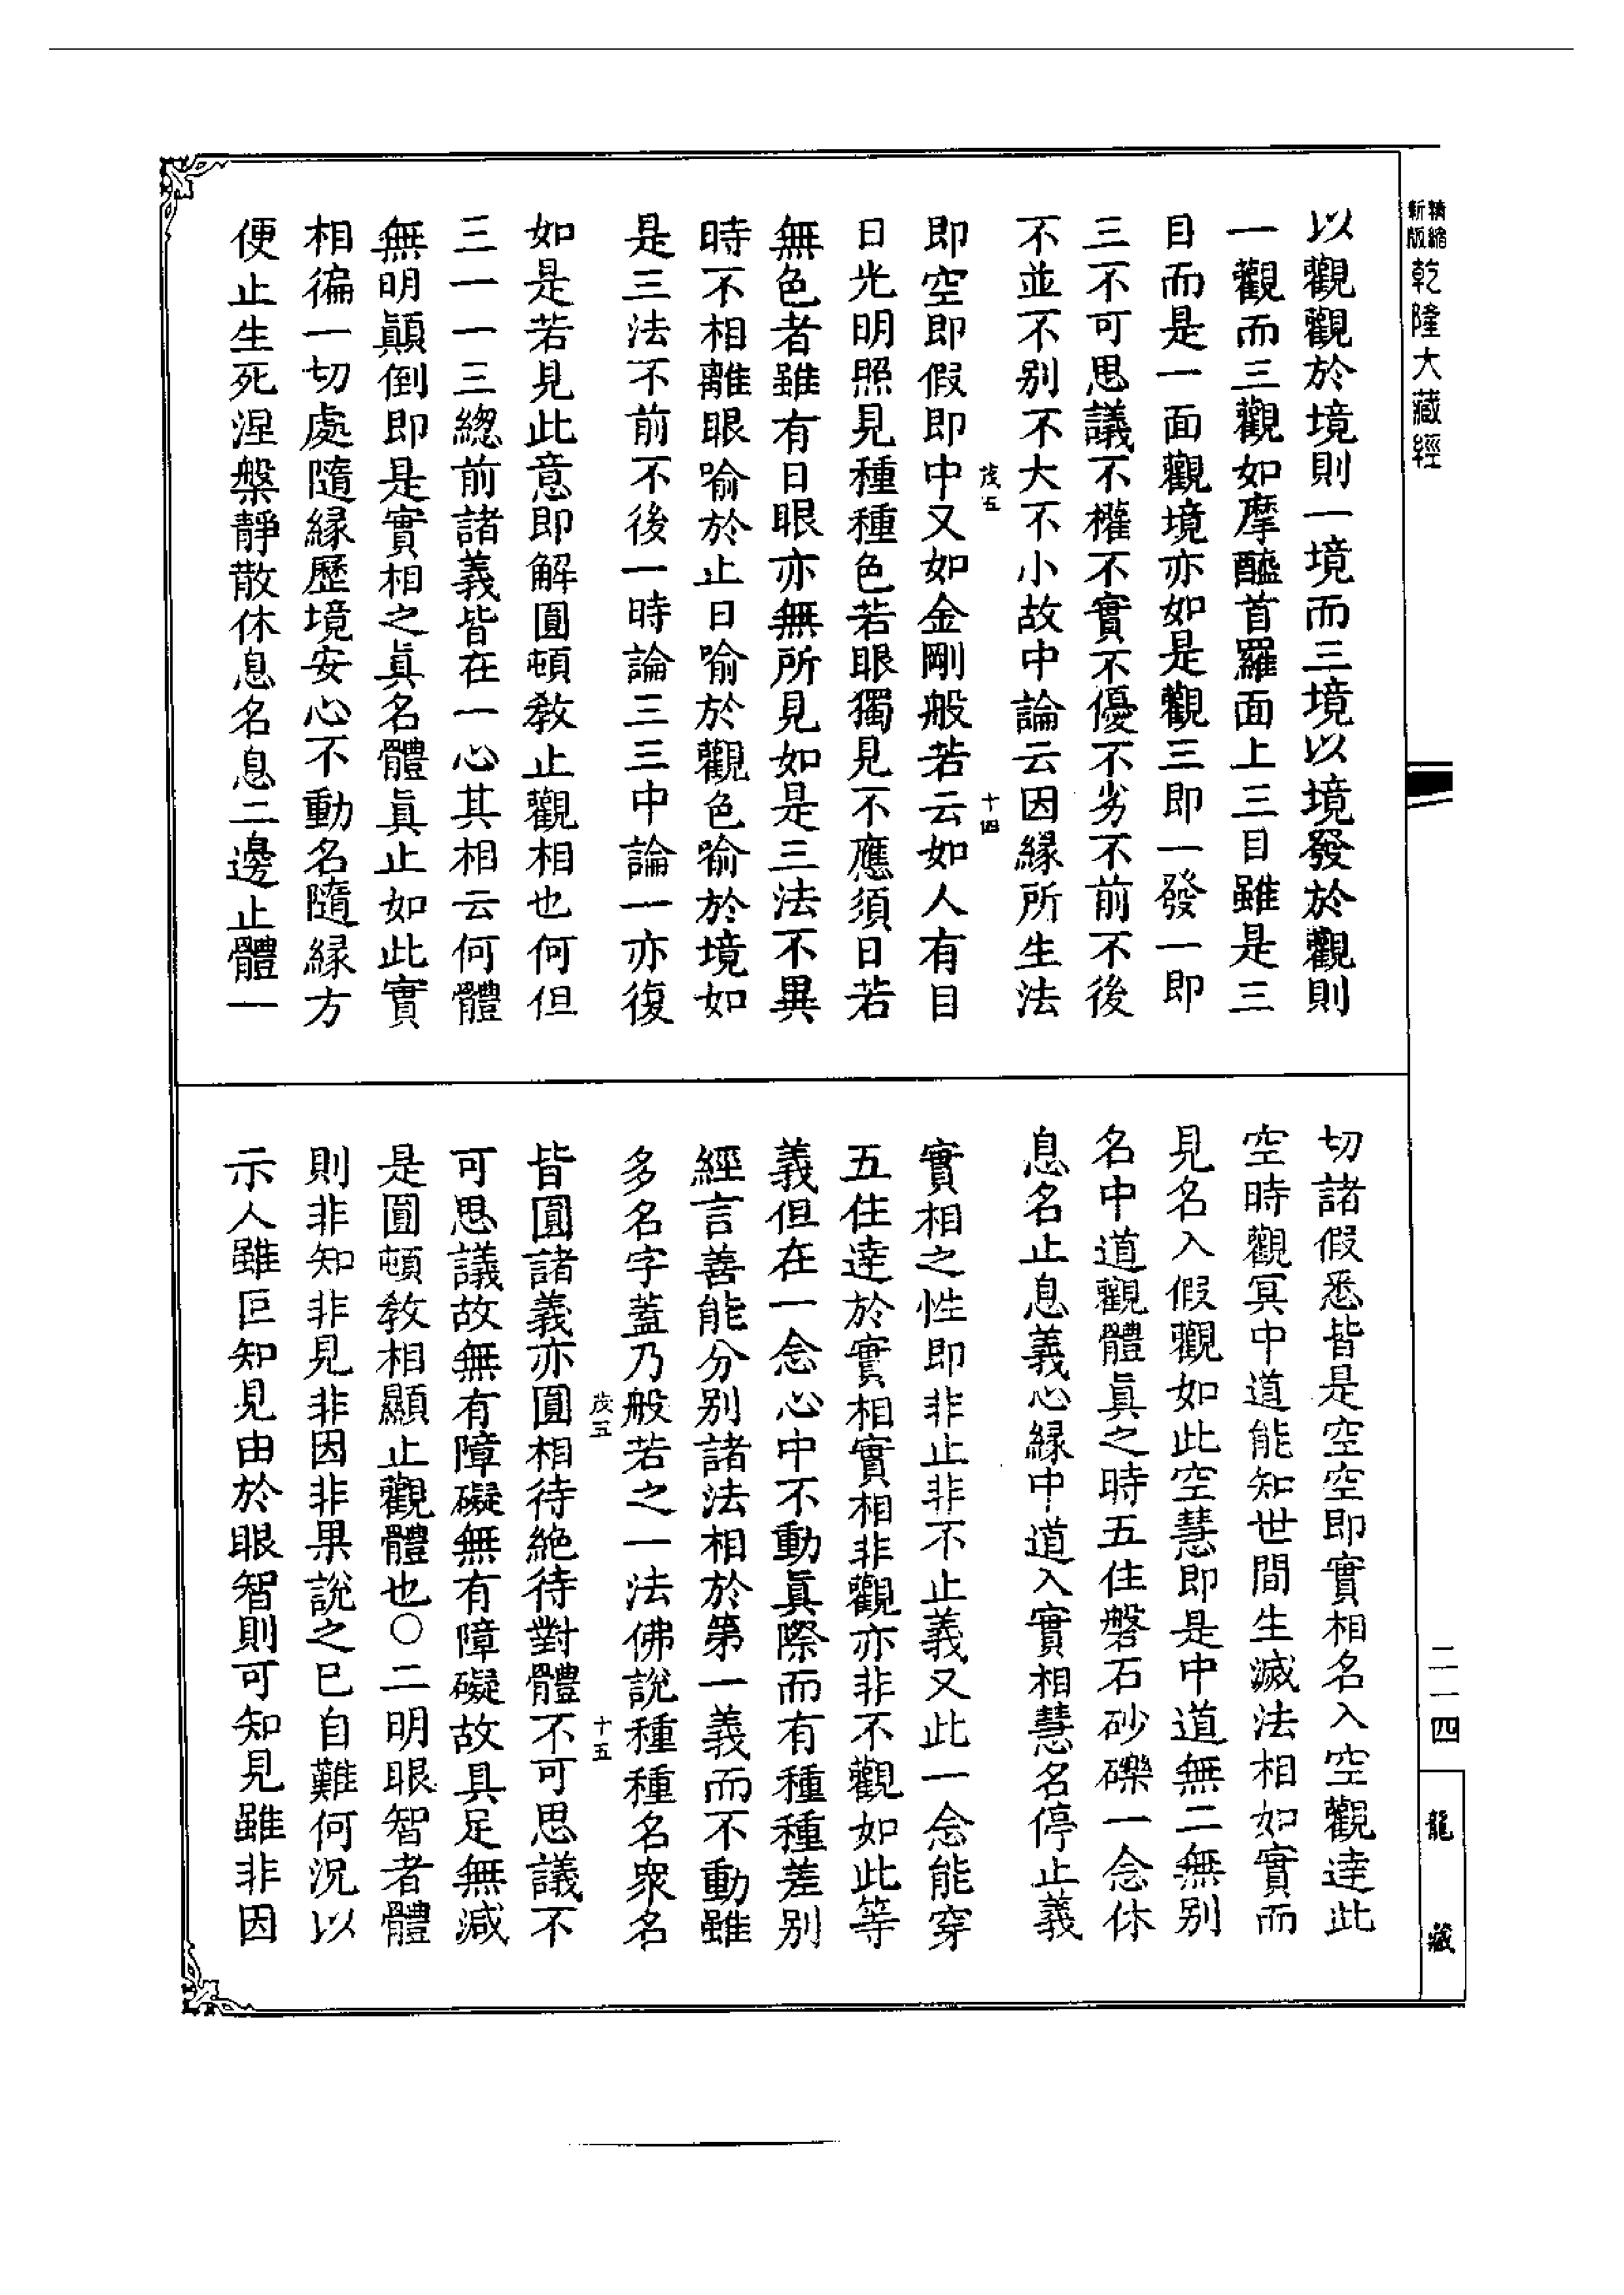 精縮新版乾隆大藏經
以觀觀於境則一境而三境以境發於觀則
一觀而三觀如摩醯首羅面上三目雖是三
目而是一面觀境亦如是觀三即一發一即
三不可思議不權不實不優不劣不前不後
不並不別不大不小故中論云因緣所生法
茂五
十四
即空即假即中又如金剛般若云如人有目
日光明照見種種色若眼獨見不應須日若
無色者雖有日眼亦無所見如是三法不異
時不相離眼喻於止日喻於觀色喻於境如
是三法不前不後一時論三三中論一亦復
如是若見此意即解圓頓教止觀相也何但
三一一三總前諸義皆在一心其相云何體
無明顛倒即是實相之眞名體眞止如此實
相徧一切處隨緣歷境安心不動名隨緣方
便止生死涅槃靜散休息名息二邊止體一
切諸假悉皆是空空即實相名入空觀達此
空時觀冥中道能知世間生滅法相如實而
見名入假觀如此空慧即是中道無二無別
名中道觀體眞之時五住磐石砂礫一念休
息名止息義心緣中道入實相慧名停止義
實相之性即非止非不止義又此一念能穿
五住達於實相實相非觀亦非不觀如此等
義但在一念心中不動眞際而有種種差別
經言善能分別諸法相於第一義而不動雖
多名字蓋乃般若之一法佛說種種名衆名
茂五
十五
皆圓諸義亦圓相待絕待對體不可思議不
可思議故無有障礙無有障礙故具足無減
是圓頓教相顯止觀體也○二明眼智者體
則非知非見非因非果說之已自難何況以
示人雖叵知見由於眼智則可知見雖非因
二一四
龍藏